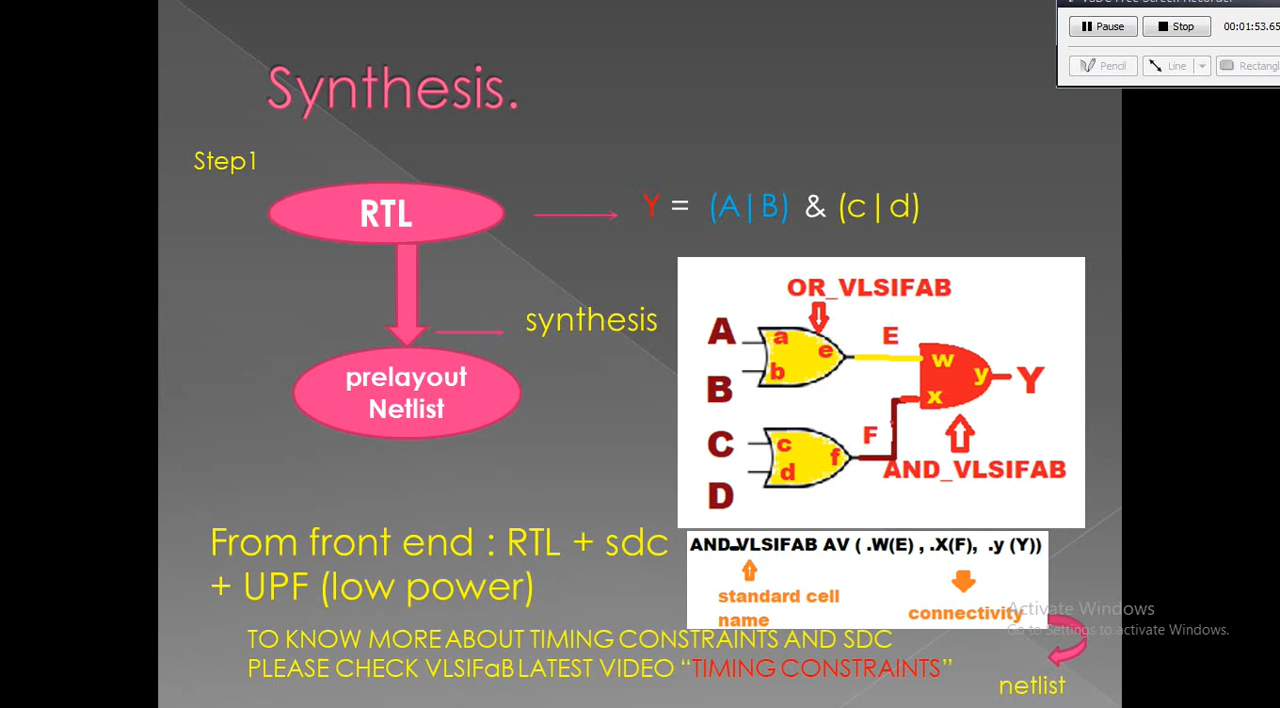 Pause
Stop
00:01:53.65
Pencil
Line
Rectangl
Synthesis.
Step1
RTL
Y = (A|B) & (c|d)
synthesis
prelayout
Netlist
OR_VLSIFAB
A
a
e
E
B
b
w
y
Y
x
C
c
F
D
d
f
AND_VLSIFAB
From front end : RTL + sdc
+ UPF (low power)
AND_VLSIFAB AV ( .W(E) , .X(F), .y (Y))
standard cell
name
connectivity
Activate Windows
Go to Settings to activate Windows.
TO KNOW MORE ABOUT TIMING CONSTRAINTS AND SDC
PLEASE CHECK VLSIFaB LATEST VIDEO “TIMING CONSTRAINTS”
netlist